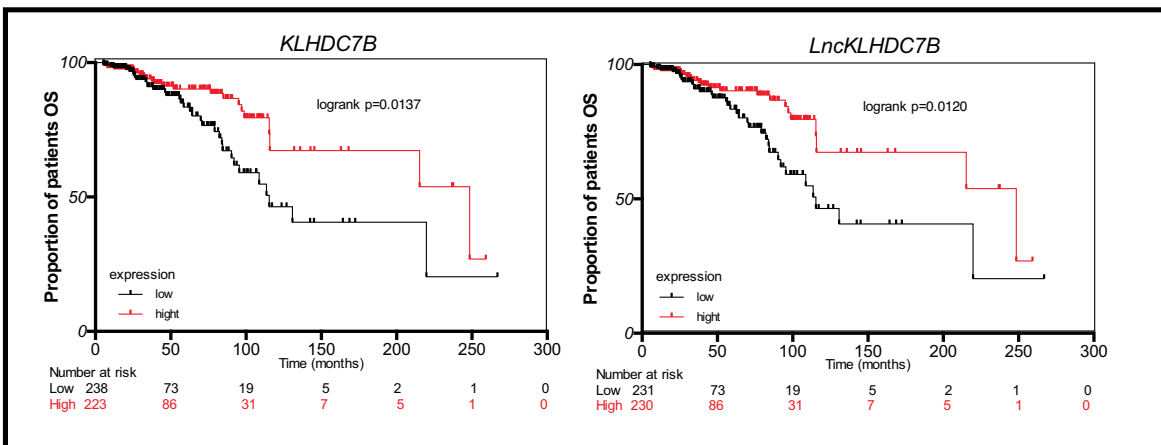 KLHDC7B
Proportion of patients OS
100
50
0
logrank p=0.0137
expression
low
hight
0 50 100 150 200 250 300
Time (months)
Number at risk
Low 238 73 19 5 2 1 0
High 223 86 31 7 5 1 0
LncKLHDC7B
Proportion of patients OS
100
50
0
logrank p=0.0120
expression
low
hight
0 50 100 150 200 250 300
Time (months)
Number at risk
Low 231 73 19 5 2 1 0
High 230 86 31 7 5 1 0